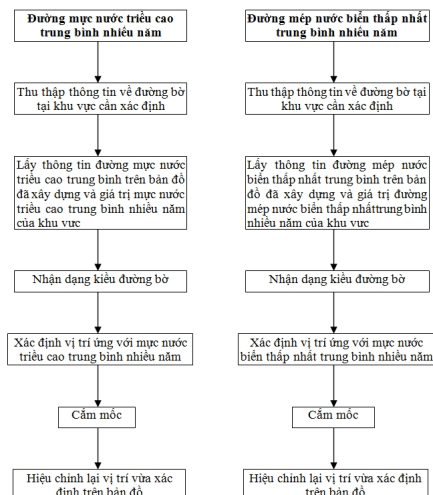 Đường mực nước triều cao
trung bình nhiều năm
Thu thập thông tin về đường bờ
tại khu vực cần xác định
Lấy thông tin đường mực nước
triều cao trung bình trên bản đồ
đã xây dựng và giá trị mực nước
triều cao trung bình nhiều năm
của khu vưc
Nhận dạng kiểu đường bờ
Xác định vị trí ứng với mực nước
triều cao trung bình nhiều năm
Cắm mốc
Hiệu chinh lại vị trí vừa xác
định trên bản đồ
Đường mép nước biển thấp nhất
trung bình nhiều năm
Thu thập thông tin về đường bờ tại
khu vực cần xác định
Lấy thông tin đường mép nước
biển thấp nhất trung bình trên bản
đồ đã xây dựng và giá trị đường
mép nước biển thấp nhấttrung bình
nhiều năm của khu vưc
Nhận dạng kiểu đường bờ
Xác định vị trí ứng với mực nước
biển thấp nhất trung bình nhiều năm
Cắm mốc
Hiệu chinh lại vị trí vừa xác định
trên bản đồ